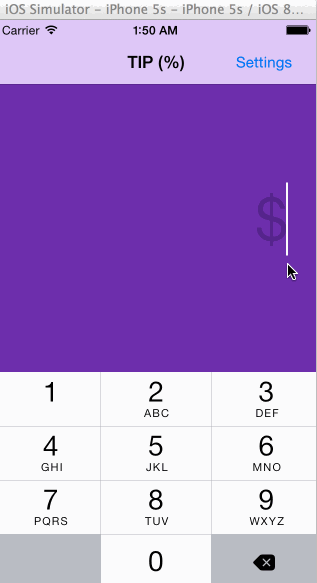 iOS Simulator – iPhone 5s – iPhone 5s / iOS 8...
Carrier 1:50 AM
TIP (%) Settings
$
1 2 3
ABC DEF
4 5 6
GHI JKL MNO
7 8 9
PQRS TUV WXYZ
0